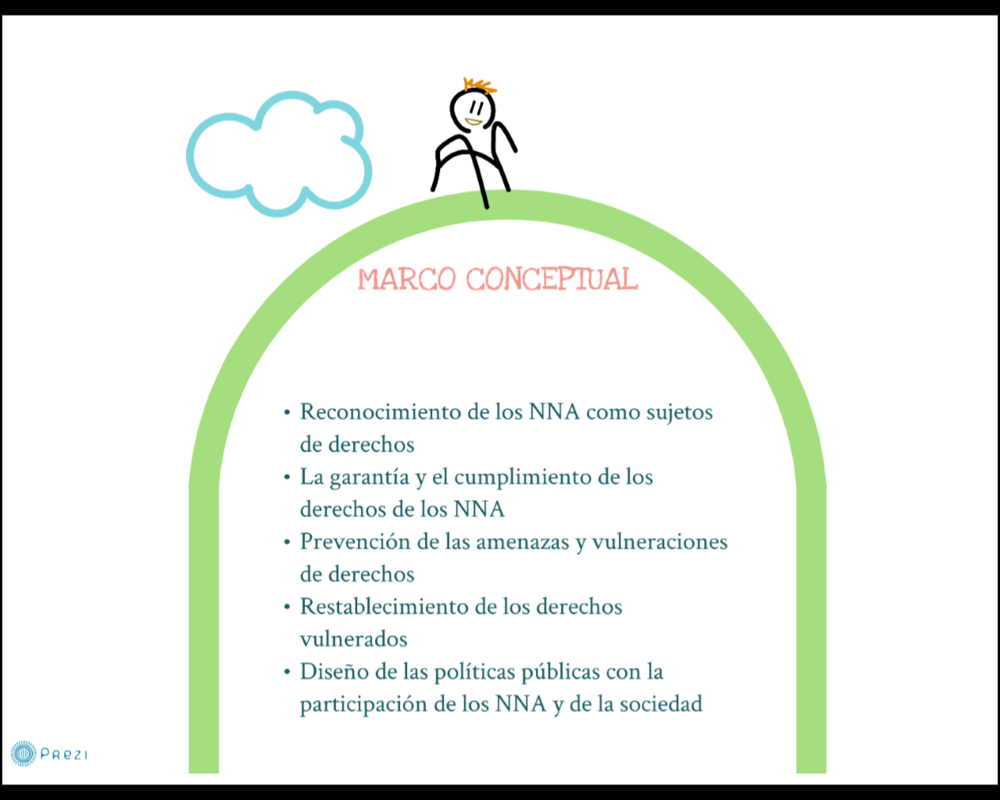 MARCO CONCEPTUAL
• Reconocimiento de los NNA como sujetos
de derechos
• La garantía y el cumplimiento de los
derechos de los NNA
• Prevención de las amenazas y vulneraciones
de derechos
• Restablecimiento de los derechos
vulnerados
• Diseño de las políticas públicas con la
participación de los NNA y de la sociedad
Prezi